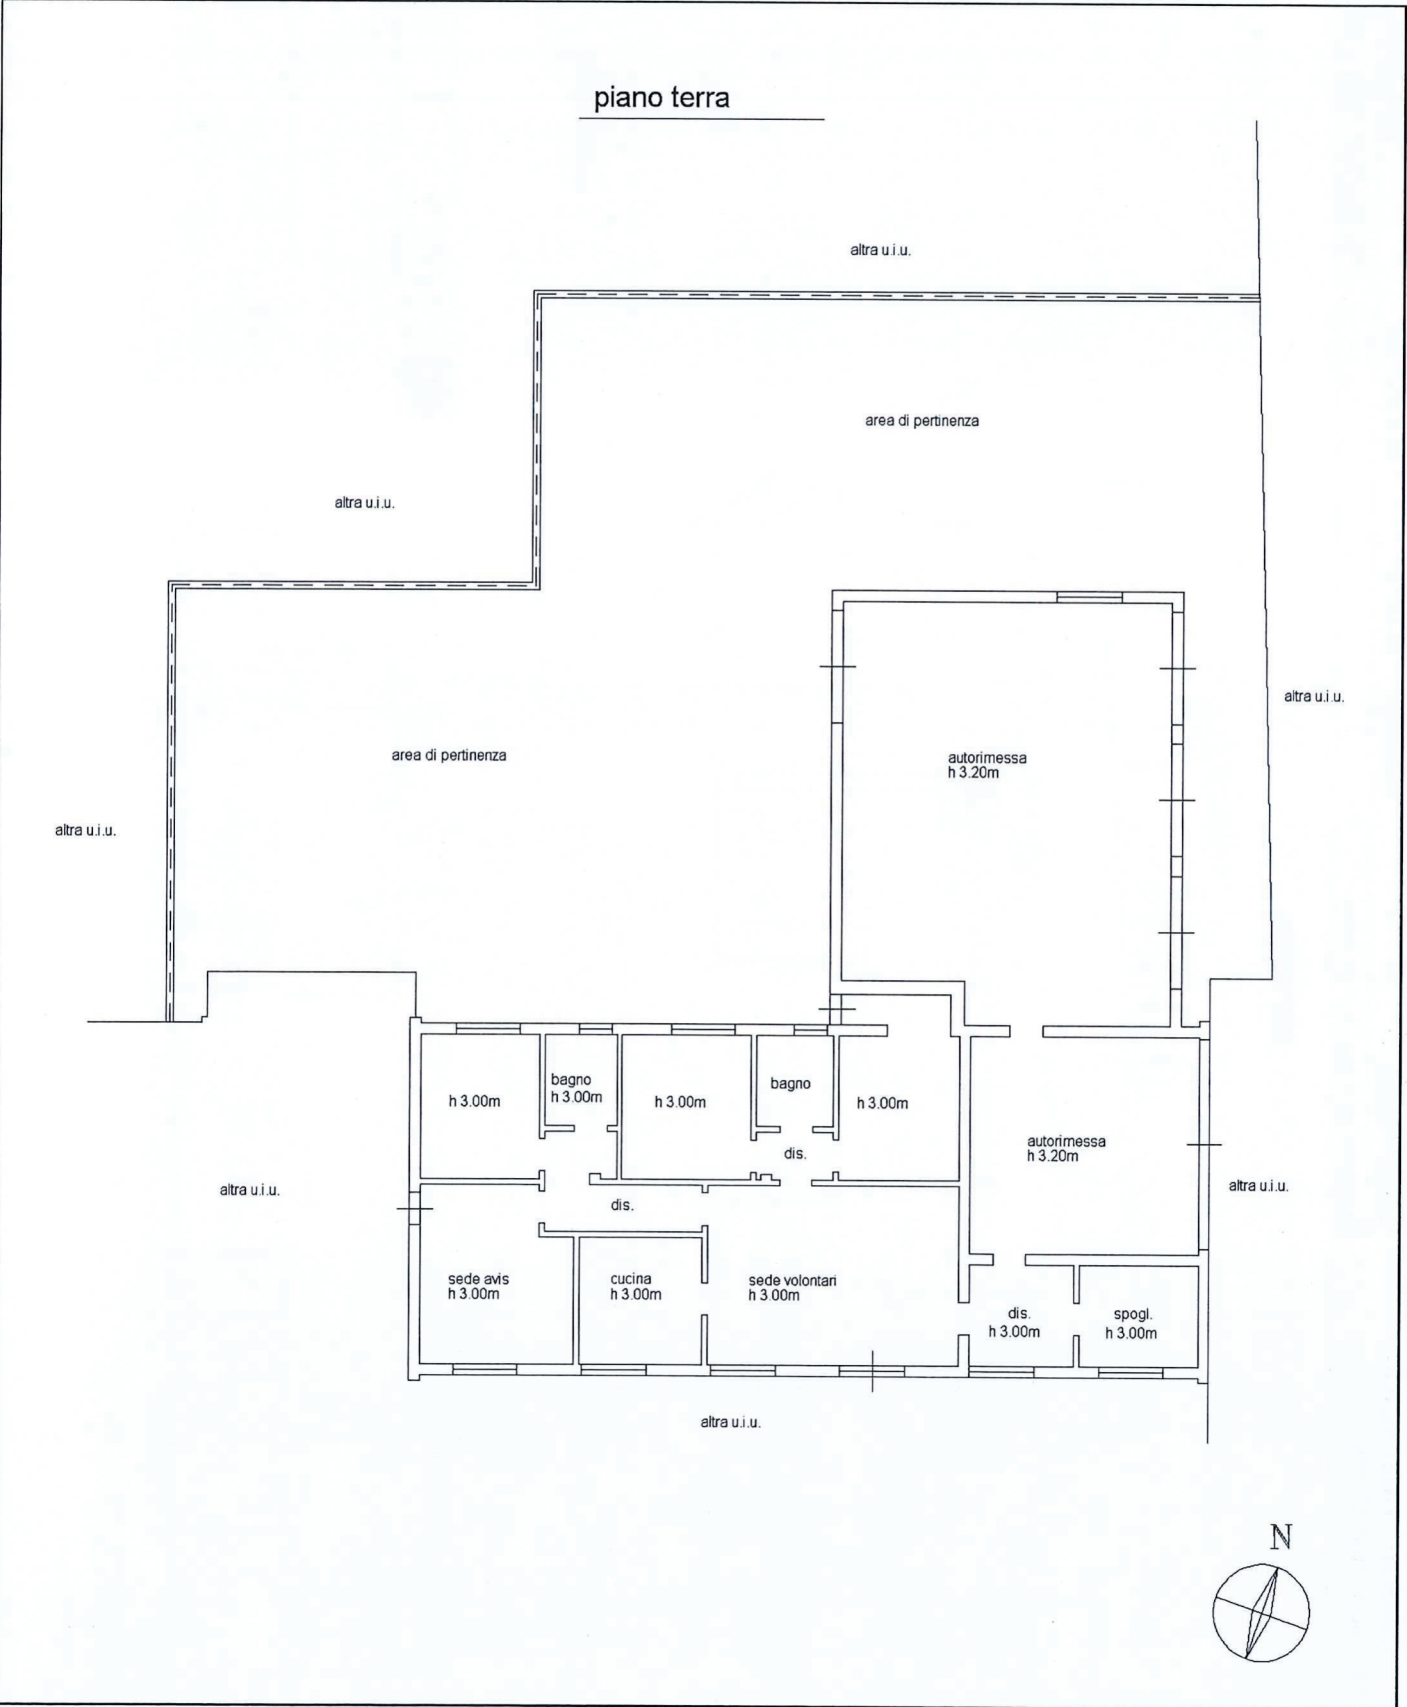 piano terra
altra u.i.u.
area di pertinenza
altra u.i.u.
altra u.i.u.
area di pertinenza
autorimessa
h 3.20m
altra u.i.u.
bagno
h 3.00m
bagno
h 3.00m
h 3.00m
h 3.00m
autorimessa
h 3.20m
dis.
altra u.i.u.
altra u.i.u.
dis.
sede avis
h 3.00m
cucina
h 3.00m
sede volontari
h 3.00m
dis.
h 3.00m
spogl.
h 3.00m
altra u.i.u.
N